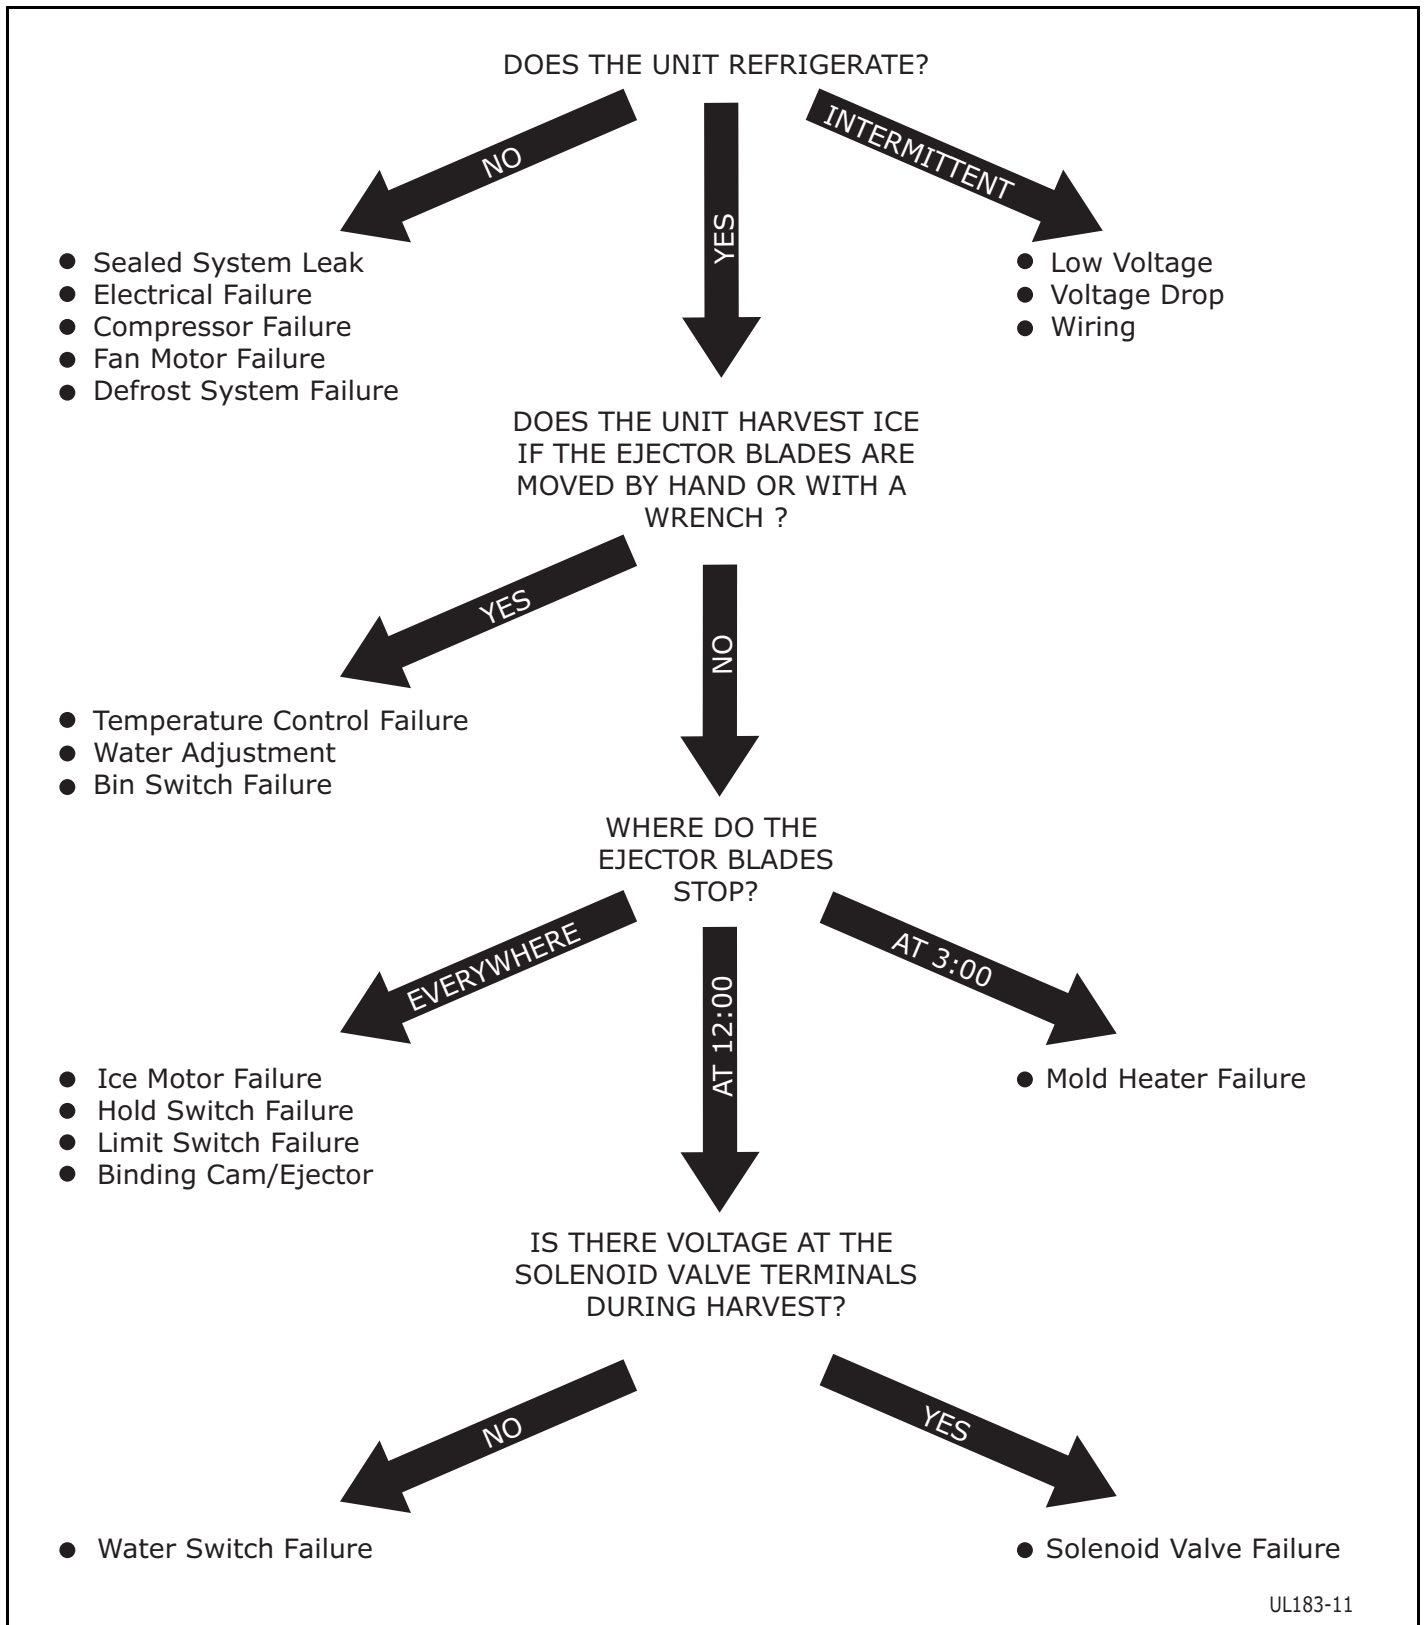 DOES THE UNIT REFRIGERATE?
NO
YES
INTERMITTENT
● Sealed System Leak
● Electrical Failure
● Compressor Failure
● Fan Motor Failure
● Defrost System Failure
● Low Voltage
● Voltage Drop
● Wiring
DOES THE UNIT HARVEST ICE
IF THE EJECTOR BLADES ARE
MOVED BY HAND OR WITH A
WRENCH ?
YES
NO
● Temperature Control Failure
● Water Adjustment
● Bin Switch Failure
WHERE DO THE
EJECTOR BLADES
STOP?
EVERYWHERE
AT 12:00
AT 3:00
● Ice Motor Failure
● Hold Switch Failure
● Limit Switch Failure
● Binding Cam/Ejector
● Mold Heater Failure
IS THERE VOLTAGE AT THE
SOLENOID VALVE TERMINALS
DURING HARVEST?
NO
YES
● Water Switch Failure
● Solenoid Valve Failure
UL183-11